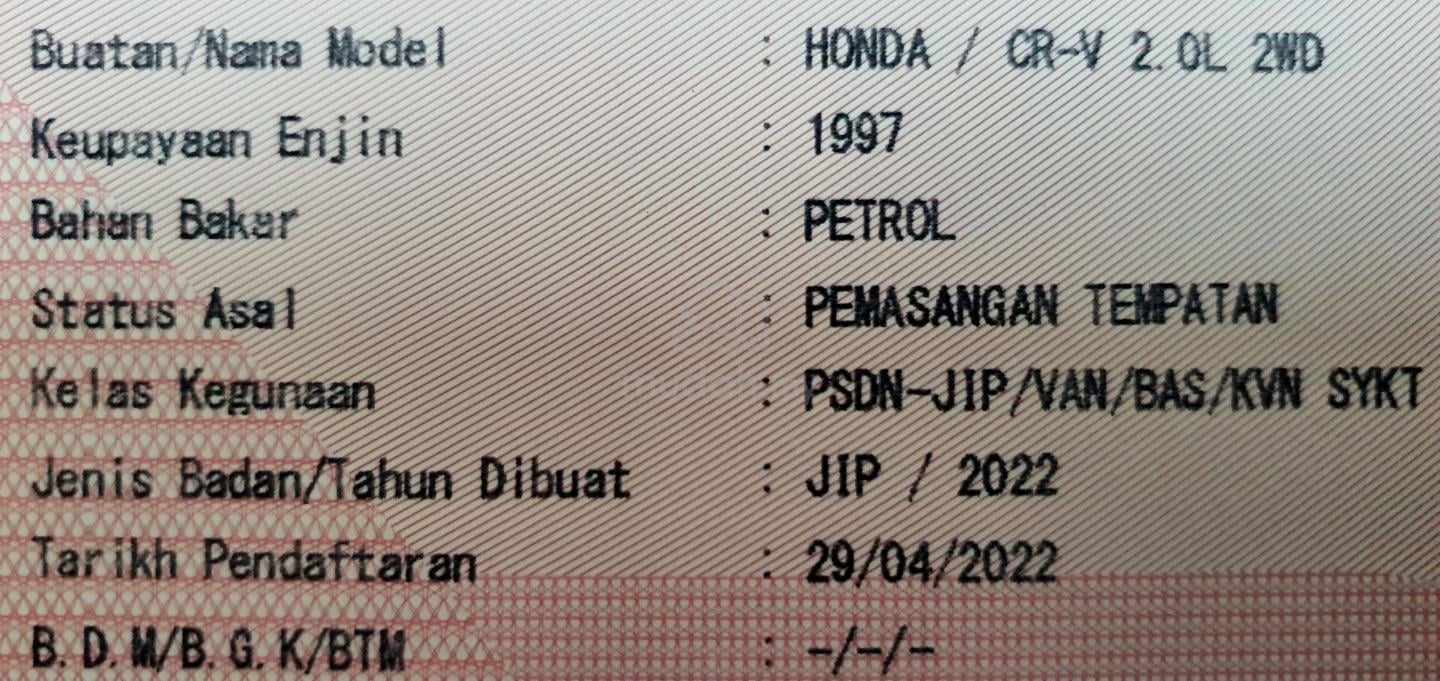 Buatan/Nama Model : HONDA / CR-V 2.0L 2WD
Keupayaan Enjin : 1997
Bahan Bakar : PETROL
Status Asal : PEMASANGAN TEMPATAN
Kelas Kegunaan : PSDN-JIP/VAN/BAS/KVN SYKT
Jenis Badan/Tahun Dibuat : JIP / 2022
Tarikh Pendaftaran : 29/04/2022
B.D.M/B.G.K/BTM : -/-/-